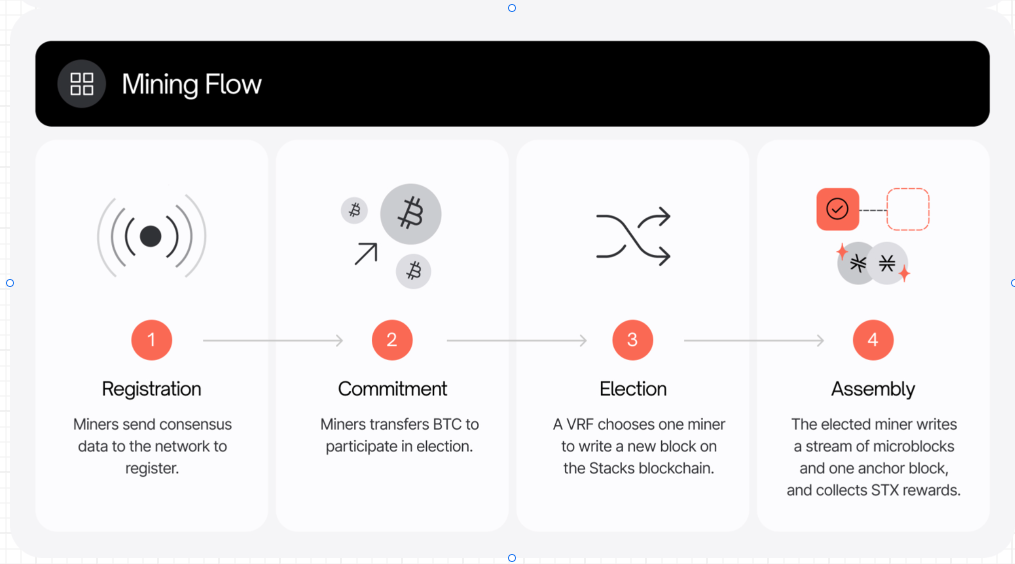 Mining Flow
1
Registration
Miners send consensus
data to the network to
register.
2
Commitment
Miners transfers BTC to
participate in election.
3
Election
A VRF chooses one miner
to write a new block on
the Stacks blockchain.
4
Assembly
The elected miner writes
a stream of microblocks
and one anchor block,
and collects STX rewards.